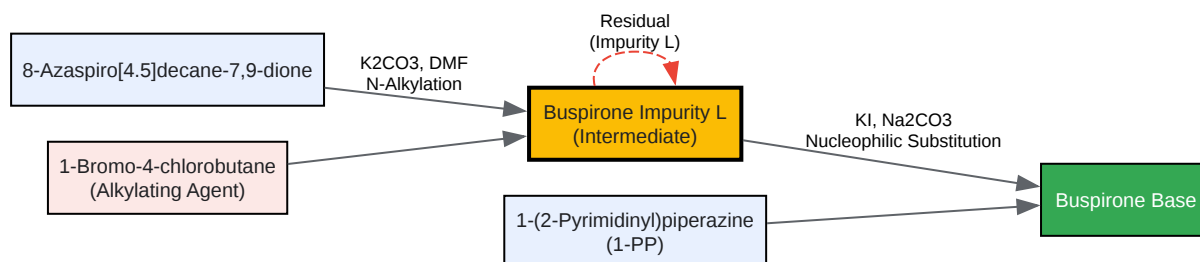 8-Azaspiro[4.5]decane-7,9-dione
K2CO3, DMF
N-Alkylation
Residual
(Impurity L)
1-Bromo-4-chlorobutane
(Alkylating Agent)
Buspirone Impurity L
(Intermediate)
KI, Na2CO3
Nucleophilic Substitution
1-(2-Pyrimidinyl)piperazine
(1-PP)
Buspirone Base